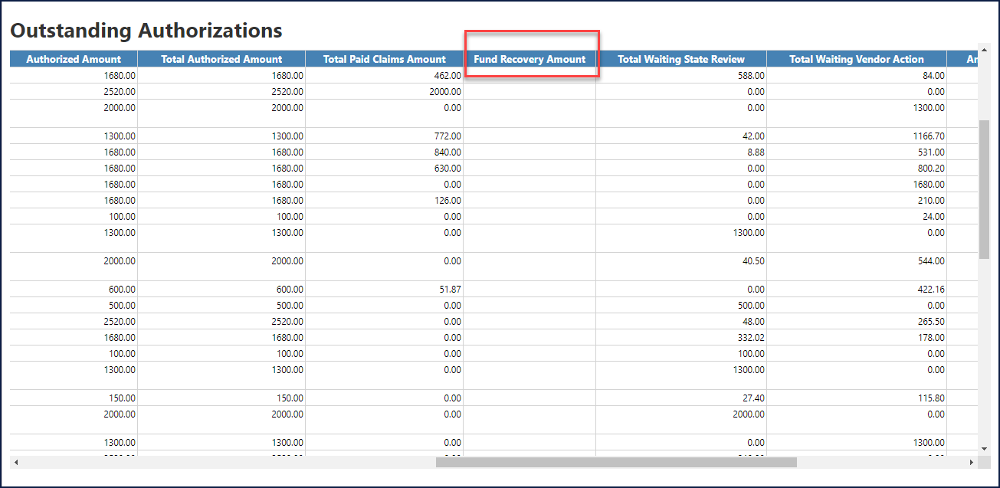 Outstanding Authorizations
Authorized Amount Total Authorized Amount Total Paid Claims Amount Fund Recovery Amount Total Waiting State Review Total Waiting Vendor Action
1680.00 1680.00 462.00 588.00 84.00
2520.00 2520.00 2000.00 0.00 0.00
2000.00 2000.00 0.00 0.00 1300.00
1300.00 1300.00 772.00 42.00 1166.70
1680.00 1680.00 840.00 8.88 531.00
1680.00 1680.00 630.00 0.00 800.20
1680.00 1680.00 0.00 0.00 1680.00
1680.00 1680.00 126.00 0.00 210.00
100.00 100.00 0.00 0.00 24.00
1300.00 1300.00 0.00 1300.00 0.00
2000.00 2000.00 0.00 40.50 544.00
600.00 600.00 51.87 0.00 422.16
500.00 500.00 0.00 500.00 0.00
2520.00 2520.00 0.00 48.00 265.50
1680.00 1680.00 0.00 332.02 178.00
100.00 100.00 0.00 100.00 0.00
1300.00 1300.00 0.00 1300.00 0.00
150.00 150.00 0.00 27.40 115.80
2000.00 2000.00 0.00 2000.00 0.00
1300.00 1300.00 0.00 0.00 1300.00